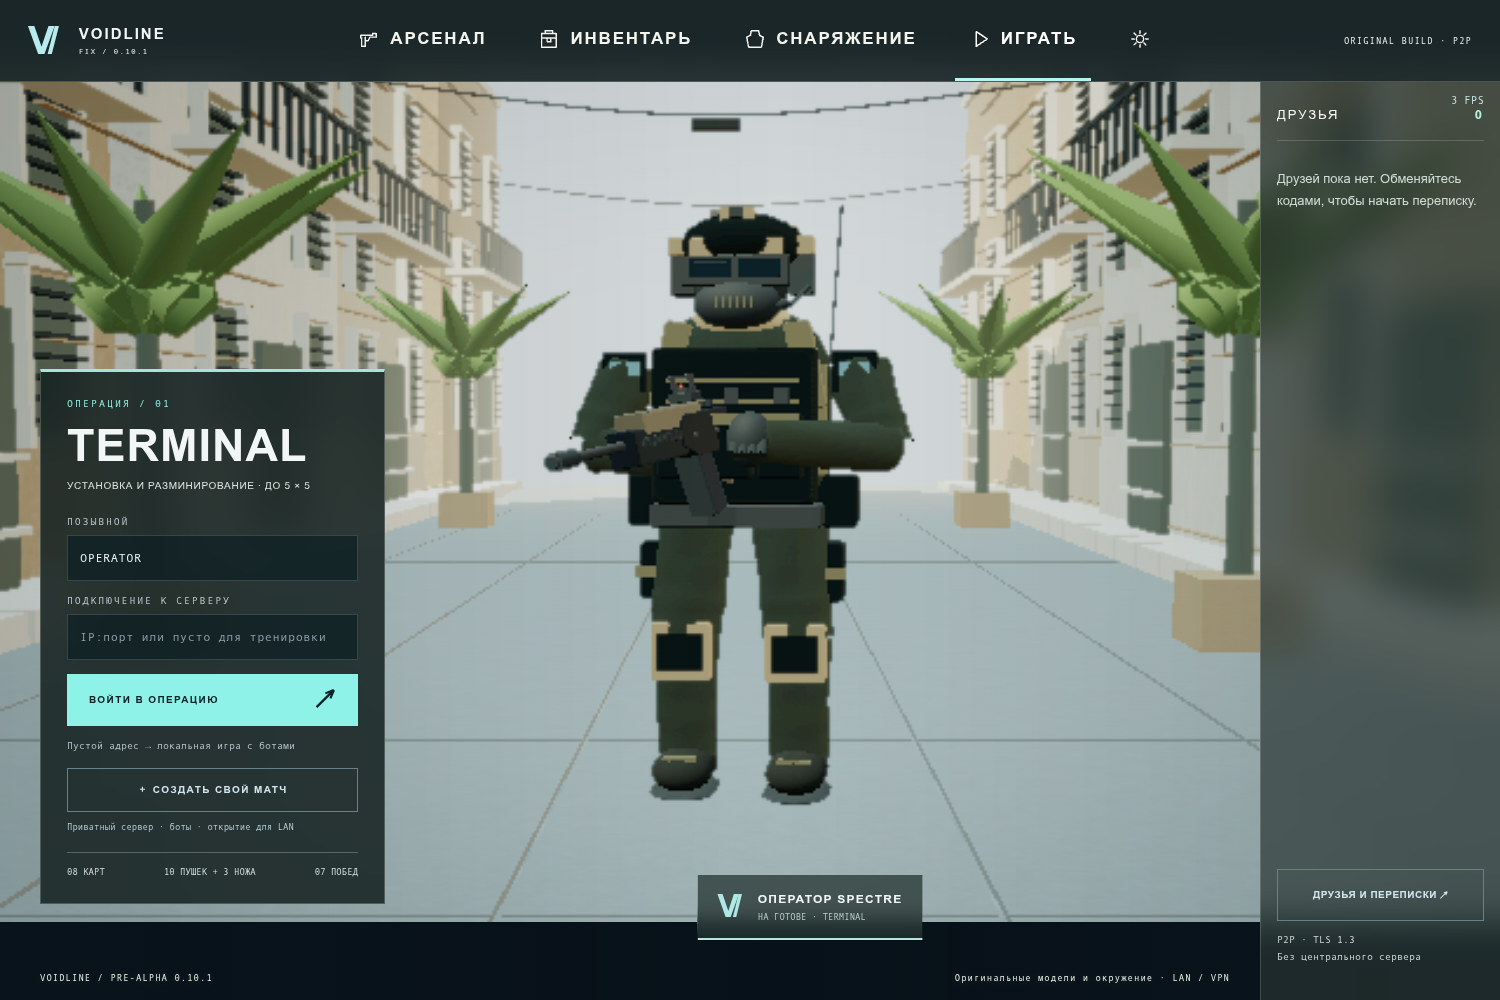 VOIDLINE
FIX / 0.10.1
АРСЕНАЛ
ИНВЕНТАРЬ
СНАРЯЖЕНИЕ
ИГРАТЬ
ORIGINAL BUILD · P2P
3 FPS
ДРУЗЬЯ
0
Друзей пока нет. Обменяйтесь
кодами, чтобы начать переписку.
ОПЕРАЦИЯ / 01
TERMINAL
УСТАНОВКА И РАЗМИНИРОВАНИЕ · ДО 5 × 5
ПОЗЫВНОЙ
OPERATOR
ПОДКЛЮЧЕНИЕ К СЕРВЕРУ
IP:порт или пусто для тренировки
ВОЙТИ В ОПЕРАЦИЮ
Пустой адрес → локальная игра с ботами
+ СОЗДАТЬ СВОЙ МАТЧ
Приватный сервер · боты · открытие для LAN
08 КАРТ
10 ПУШЕК + 3 НОЖА
07 ПОБЕД
ОПЕРАТОР SPECTRE
НА ГОТОВЕ · TERMINAL
ДРУЗЬЯ И ПЕРЕПИСКИ ↗
P2P · TLS 1.3
Без центрального сервера
VOIDLINE / PRE-ALPHA 0.10.1
Оригинальные модели и окружение · LAN / VPN